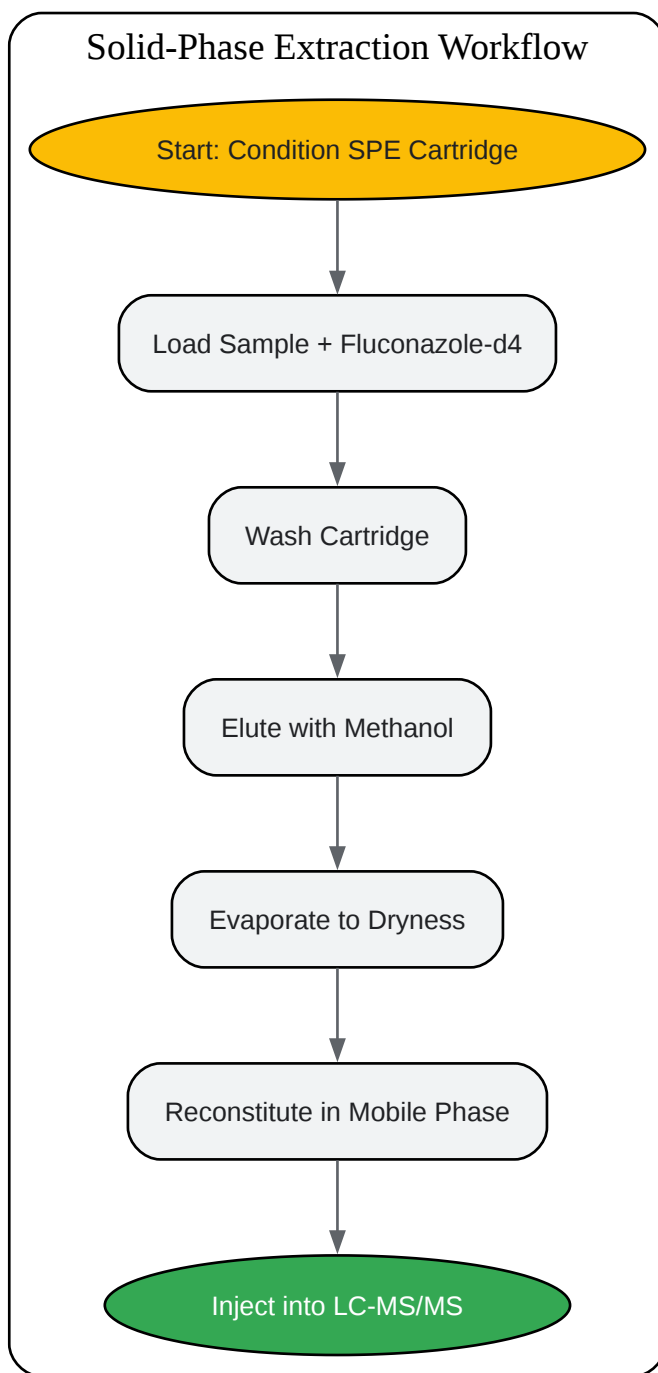 Solid-Phase Extraction Workflow
Start: Condition SPE Cartridge
Load Sample + Fluconazole-d4
Wash Cartridge
Elute with Methanol
Evaporate to Dryness
Reconstitute in Mobile Phase
Inject into LC-MS/MS